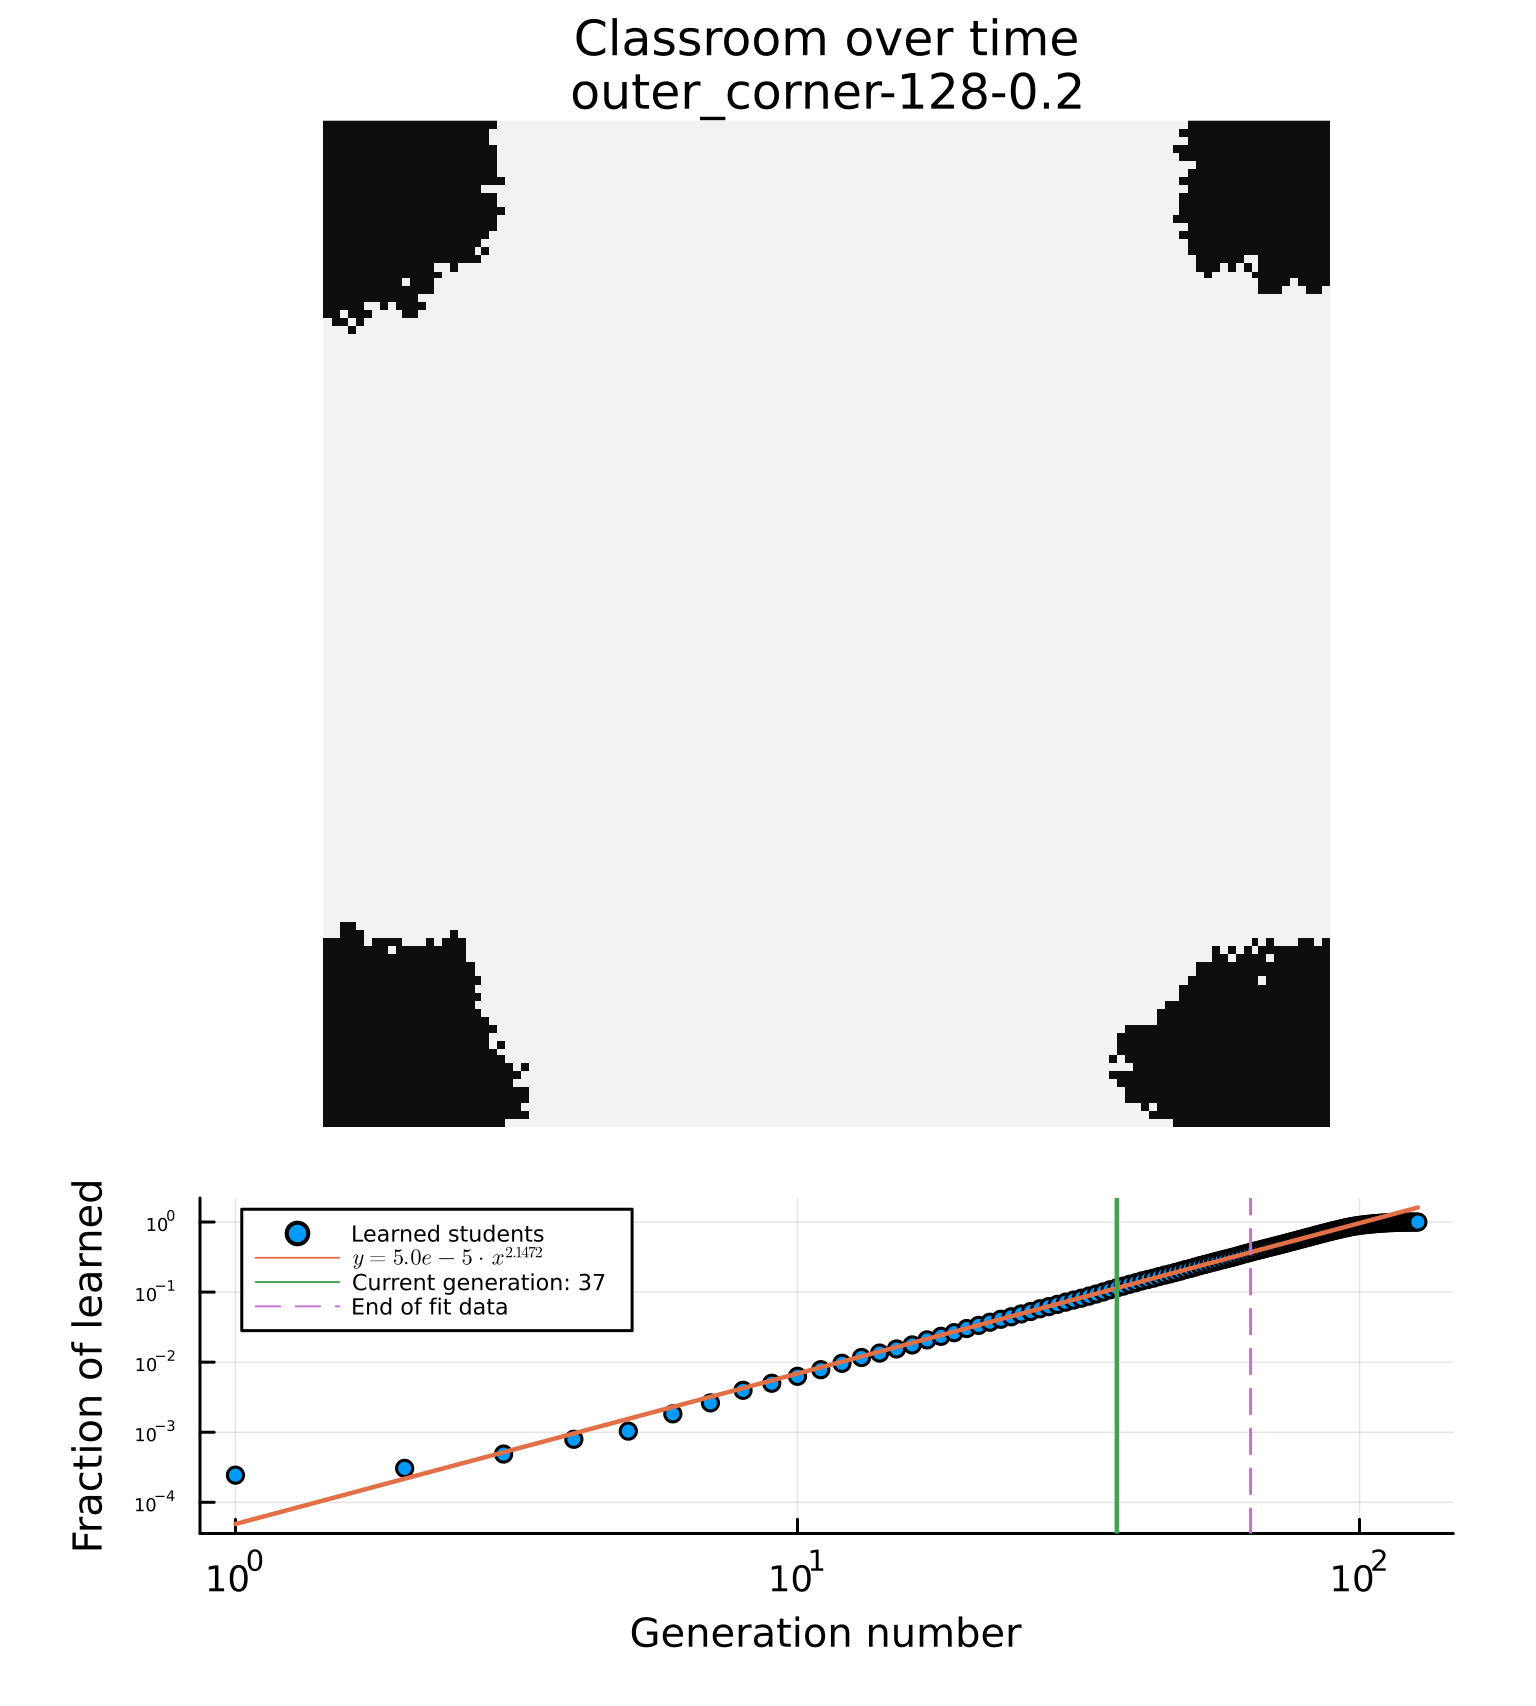 Classroom over time
outer_corner-128-0.2
Fraction of learned
10^0
10^-1
10^-2
10^-3
10^-4
Learned students
y = 5.0e − 5 · x^2.1472
Current generation: 37
End of fit data
10^0 10^1 10^2
Generation number